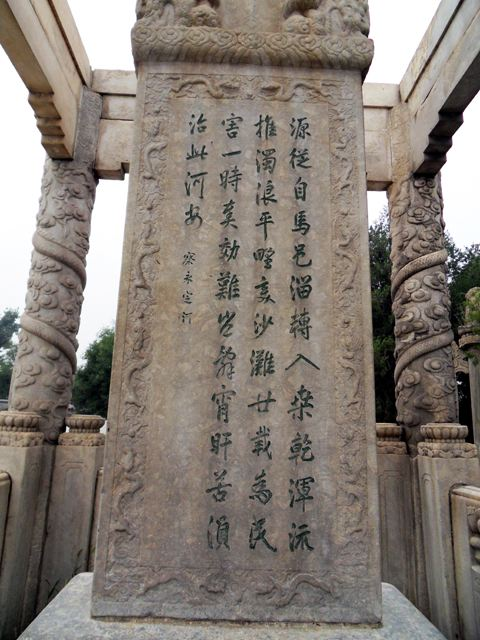 源從自馬邑溜轉入桑乾渾流
推濁浪平野變沙灘廿載為民
害一時奏効難豈辭宵旰苦須
治此河安
察永定河